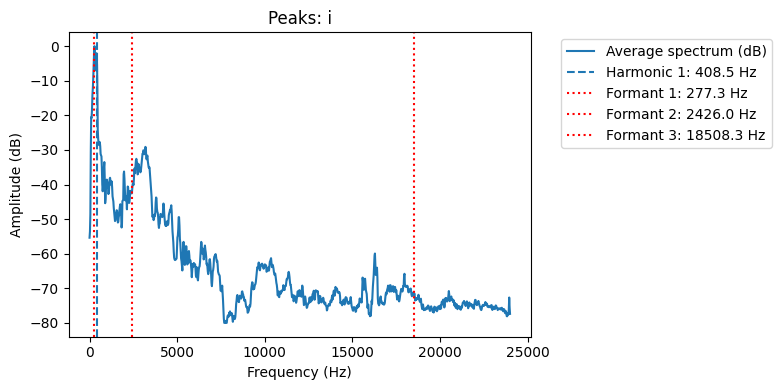 Peaks: i
Average spectrum (dB)
Harmonic 1: 408.5 Hz
Formant 1: 277.3 Hz
Formant 2: 2426.0 Hz
Formant 3: 18508.3 Hz
Amplitude (dB)
0
−10
−20
−30
−40
−50
−60
−70
−80
0 5000 10000 15000 20000 25000
Frequency (Hz)